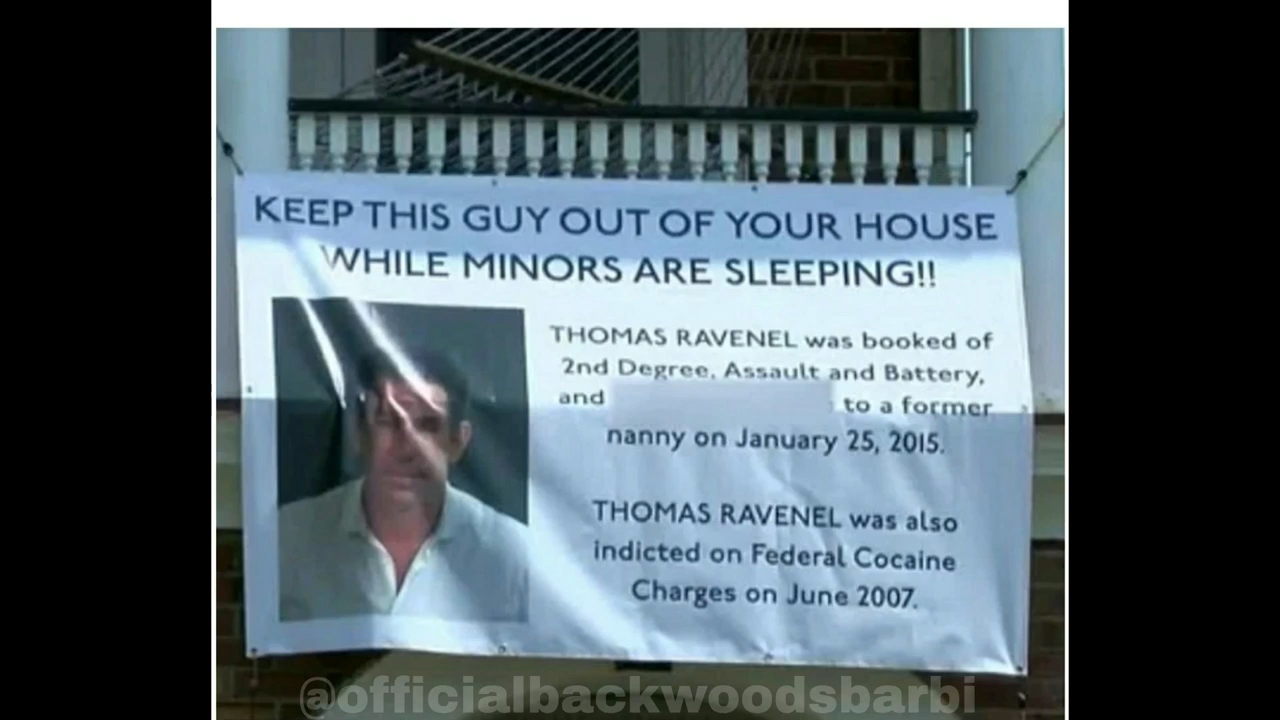 KEEP THIS GUY OUT OF YOUR HOUSE
WHILE MINORS ARE SLEEPING!!
THOMAS RAVENEL was booked of
2nd Degree, Assault and Battery,
and to a former
nanny on January 25, 2015.
THOMAS RAVENEL was also
indicted on Federal Cocaine
Charges on June 2007.
@officialbackwoodsbarbi